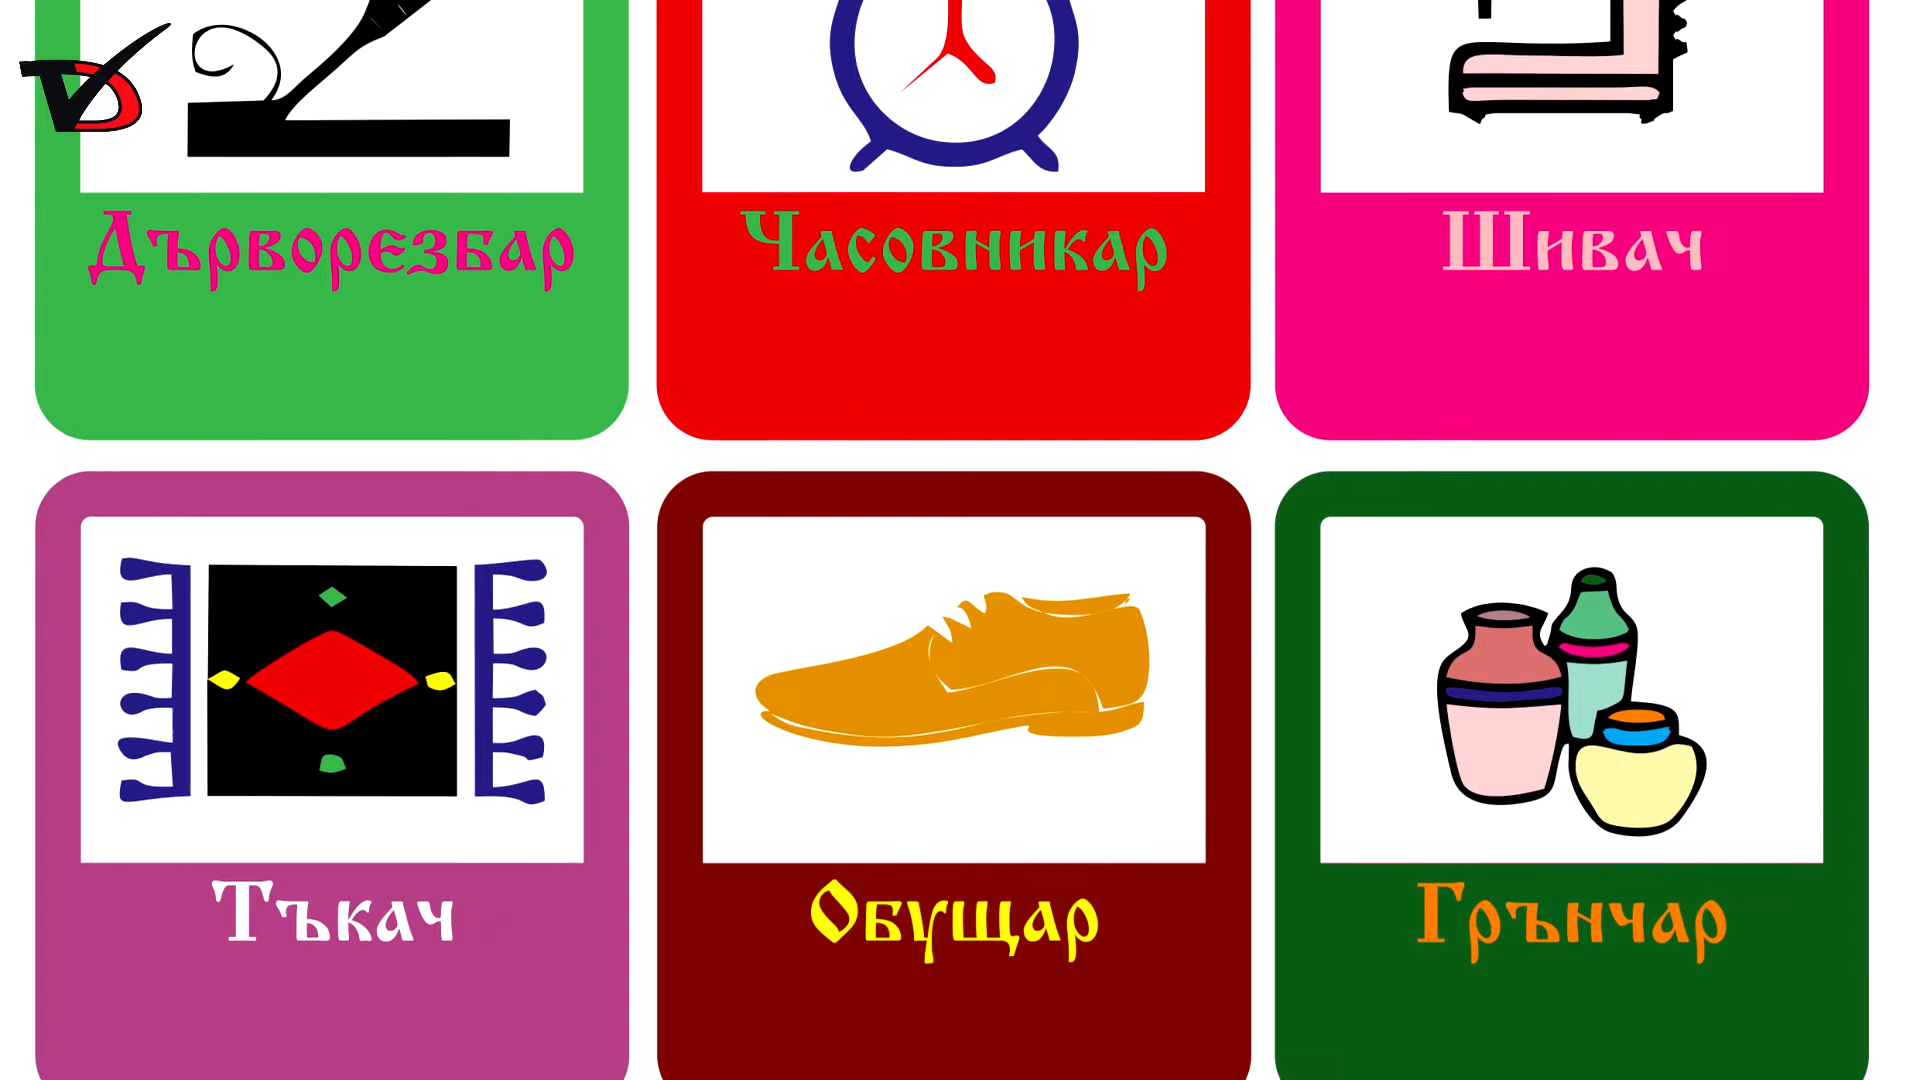 Дърворезбар
Часовникар
Шивач
Тъкач
Обущар
Грънчар